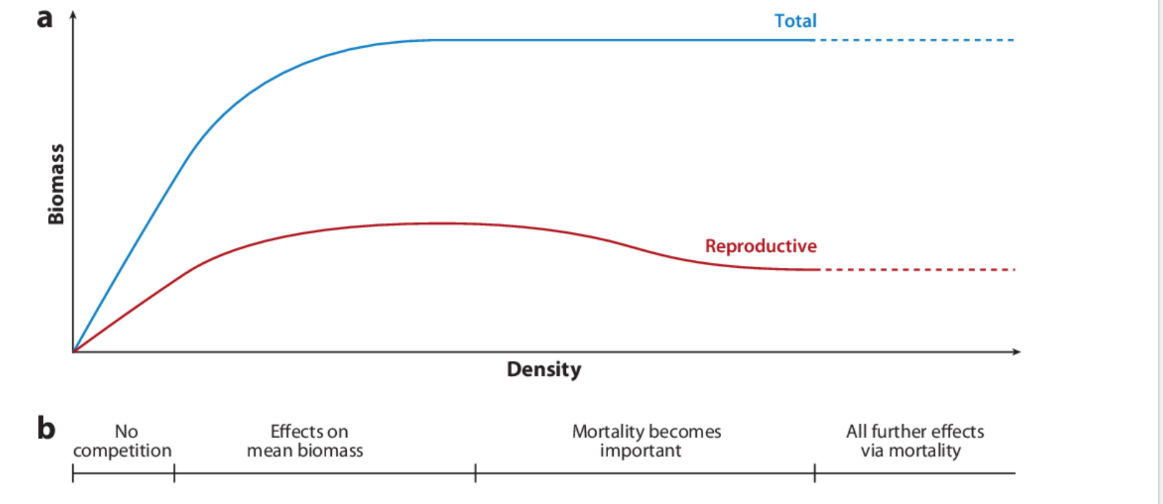 a
Total
Biomass
Reproductive
Density
b
No
competition
Effects on
mean biomass
Mortality becomes
important
All further effects
via mortality